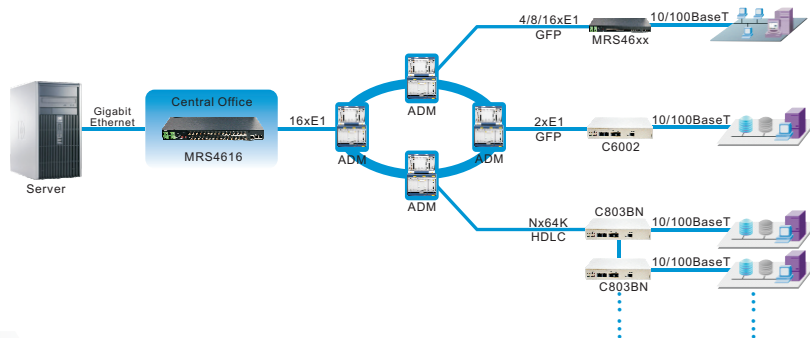 4/8/16xE1
GFP
MRS46xx
10/100BaseT
Gigabit
Ethernet
Central Office
MRS4616
16xE1
ADM
ADM
ADM
ADM
2xE1
GFP
C6002
10/100BaseT
Server
Nx64K
HDLC
C803BN
10/100BaseT
C803BN
10/100BaseT